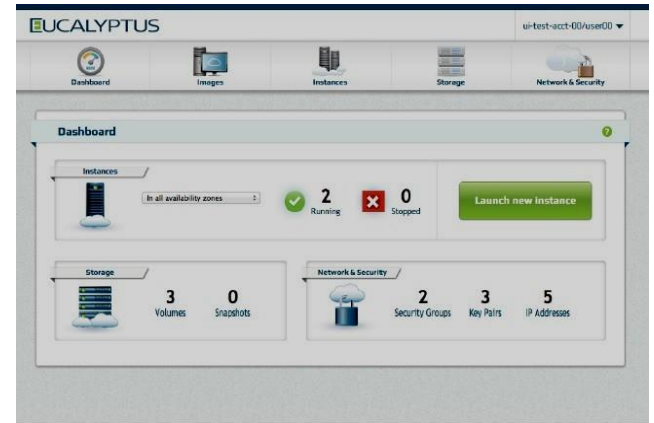 EUCALYPTUS
ui-test-acct-00/user00
Dashboard Images Instances Storage Network & Security
Dashboard
Instances
In all availability zones
2 Running
0 Stopped
Launch new instance
Storage
3 Volumes
0 Snapshots
Network & Security
2 Security Groups
3 Key Pairs
5 IP Addresses